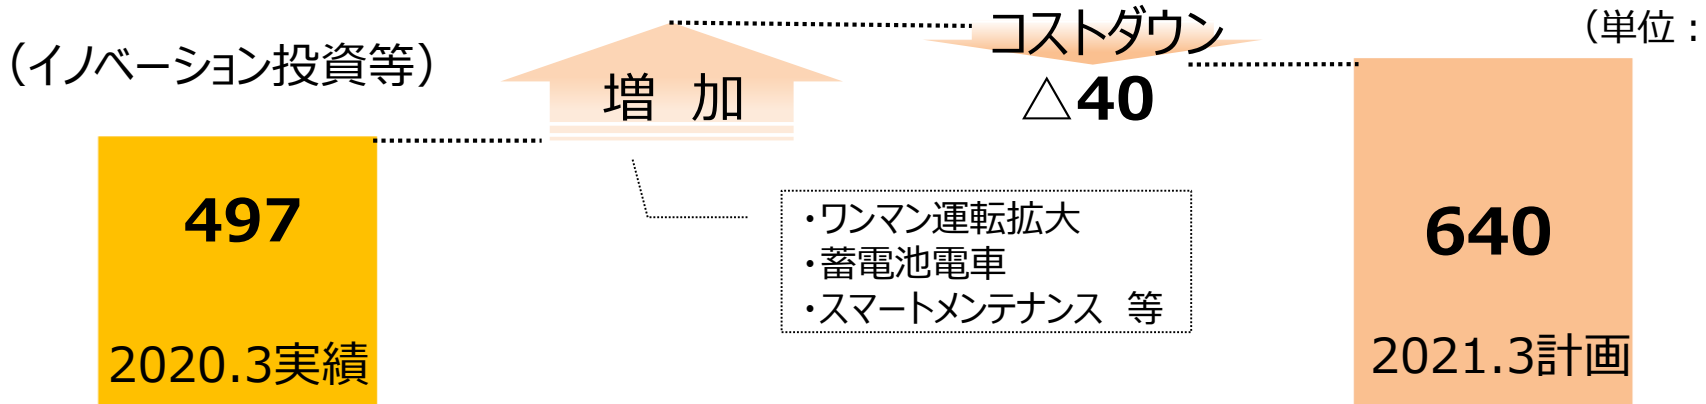 （イノベーション投資等）
増 加
コストダウン
△40
（単位：
497
2020.3実績
・ワンマン運転拡大
・蓄電池電車
・スマートメンテナンス 等
640
2021.3計画